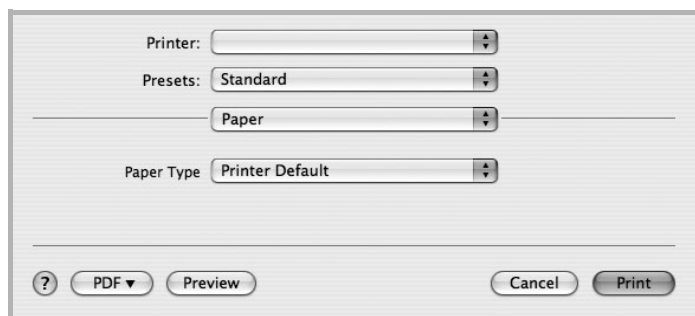 Printer:
Presets: Standard
Paper
Paper Type Printer Default
? PDF▼ Preview Cancel Print